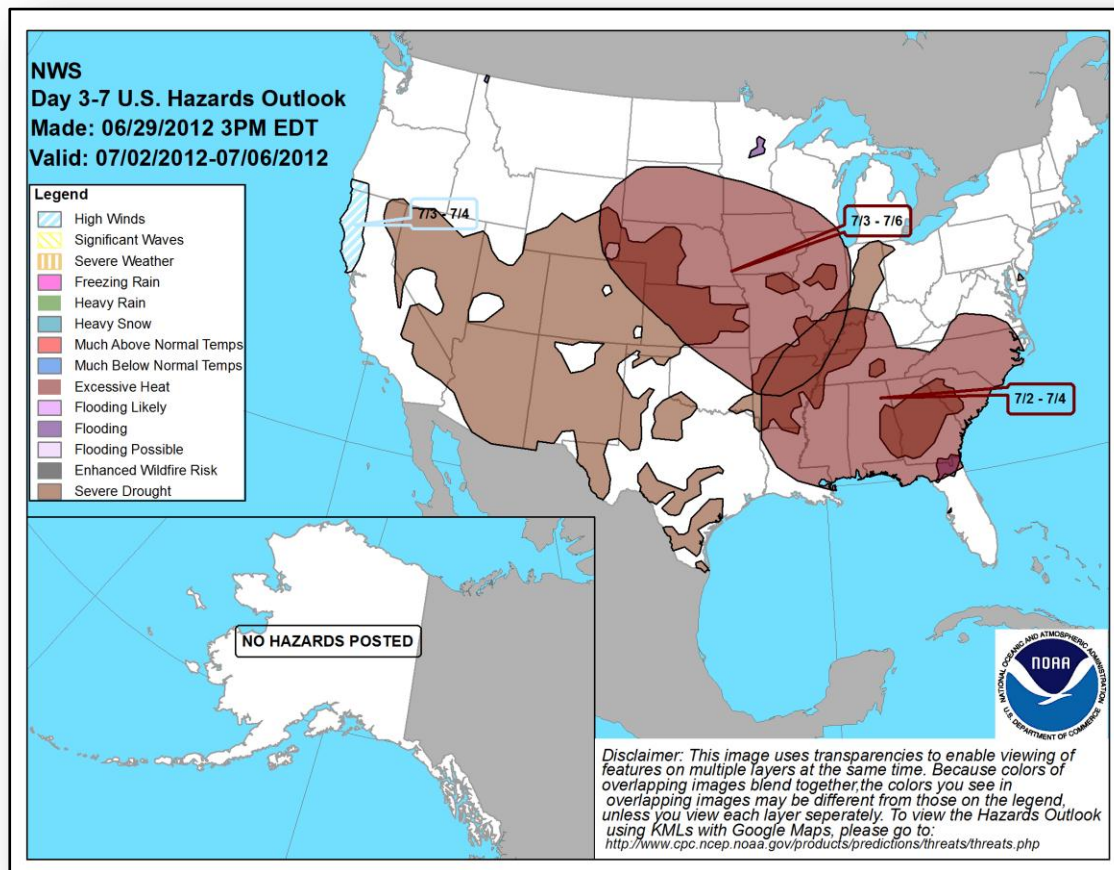 NWS
Day 3-7 U.S. Hazards Outlook
Made: 06/29/2012 3PM EDT
Valid: 07/02/2012-07/06/2012
Legend
High Winds
Significant Waves
Severe Weather
Freezing Rain
Heavy Rain
Heavy Snow
Much Above Normal Temps
Much Below Normal Temps
Excessive Heat
Flooding Likely
Flooding
Flooding Possible
Enhanced Wildfire Risk
Severe Drought
7/3 - 7/4
7/3 - 7/6
7/2 - 7/4
NO HAZARDS POSTED
NATIONAL OCEANIC AND ATMOSPHERIC ADMINISTRATION
NOAA
U.S. DEPARTMENT OF COMMERCE
Disclaimer: This image uses transparencies to enable viewing of
features on multiple layers at the same time. Because colors of
overlapping images blend together,the colors you see in
overlapping images may be different from those on the legend,
unless you view each layer seperately. To view the Hazards Outlook
using KMLs with Google Maps, please go to:
http://www.cpc.ncep.noaa.gov/products/predictions/threats/threats.php